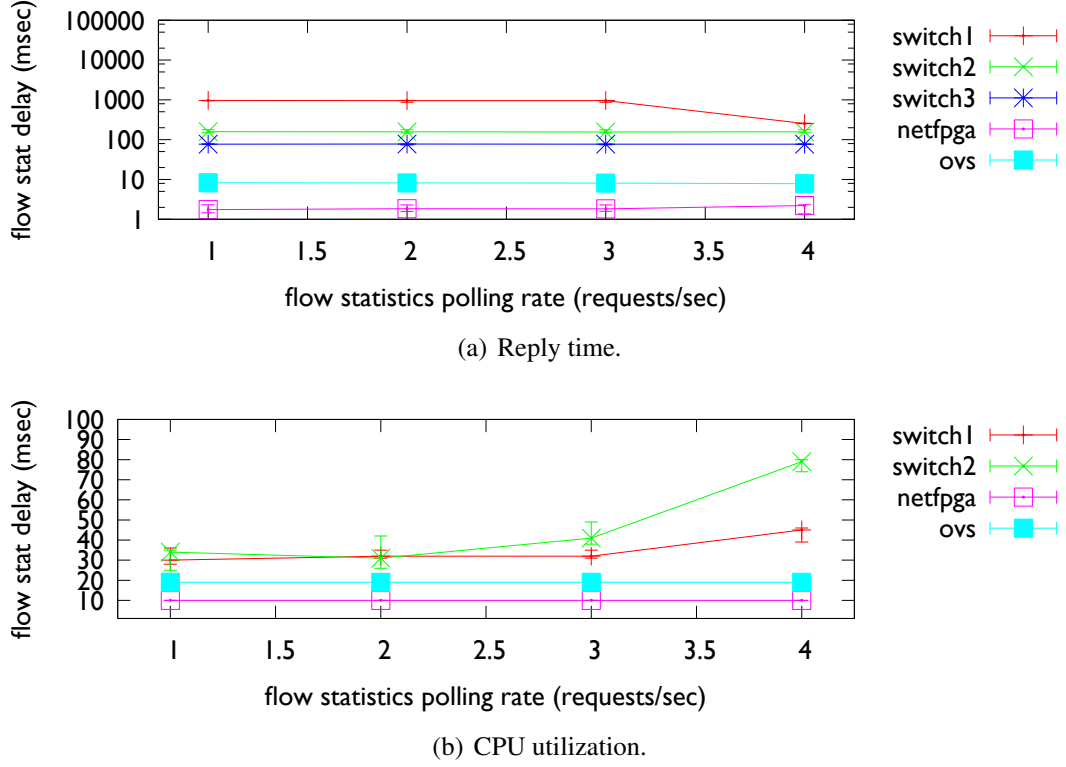 flow stat delay (msec)
100000
10000
1000
100
10
1
1 1.5 2 2.5 3 3.5 4
flow statistics polling rate (requests/sec)
switch1
switch2
switch3
netfpga
ovs
(a) Reply time.
flow stat delay (msec)
100
90
80
70
60
50
40
30
20
10
1 1.5 2 2.5 3 3.5 4
flow statistics polling rate (requests/sec)
switch1
switch2
netfpga
ovs
(b) CPU utilization.